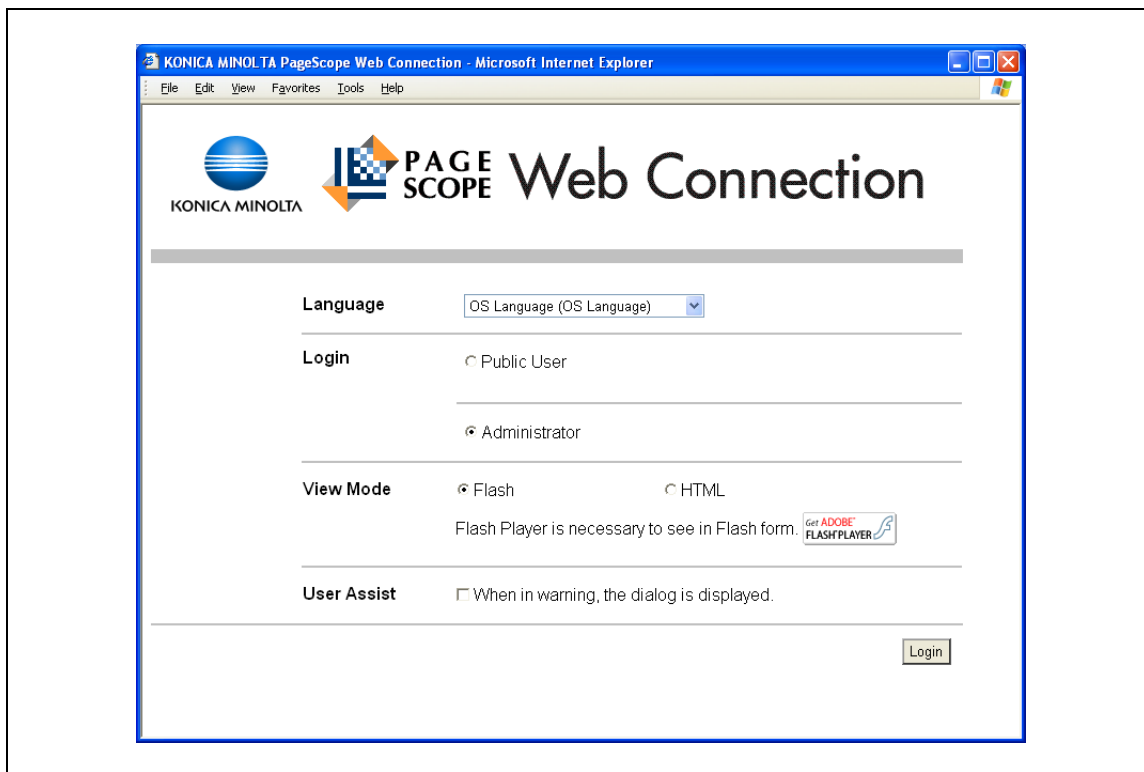 KONICA MINOLTA PageScope Web Connection - Microsoft Internet Explorer
File Edit View Favorites Tools Help
KONICA MINOLTA
PAGE SCOPE Web Connection
Language OS Language (OS Language)
Login Public User
Administrator
View Mode Flash HTML
Flash Player is necessary to see in Flash form. Get ADOBE FLASH PLAYER
User Assist When in warning, the dialog is displayed.
Login